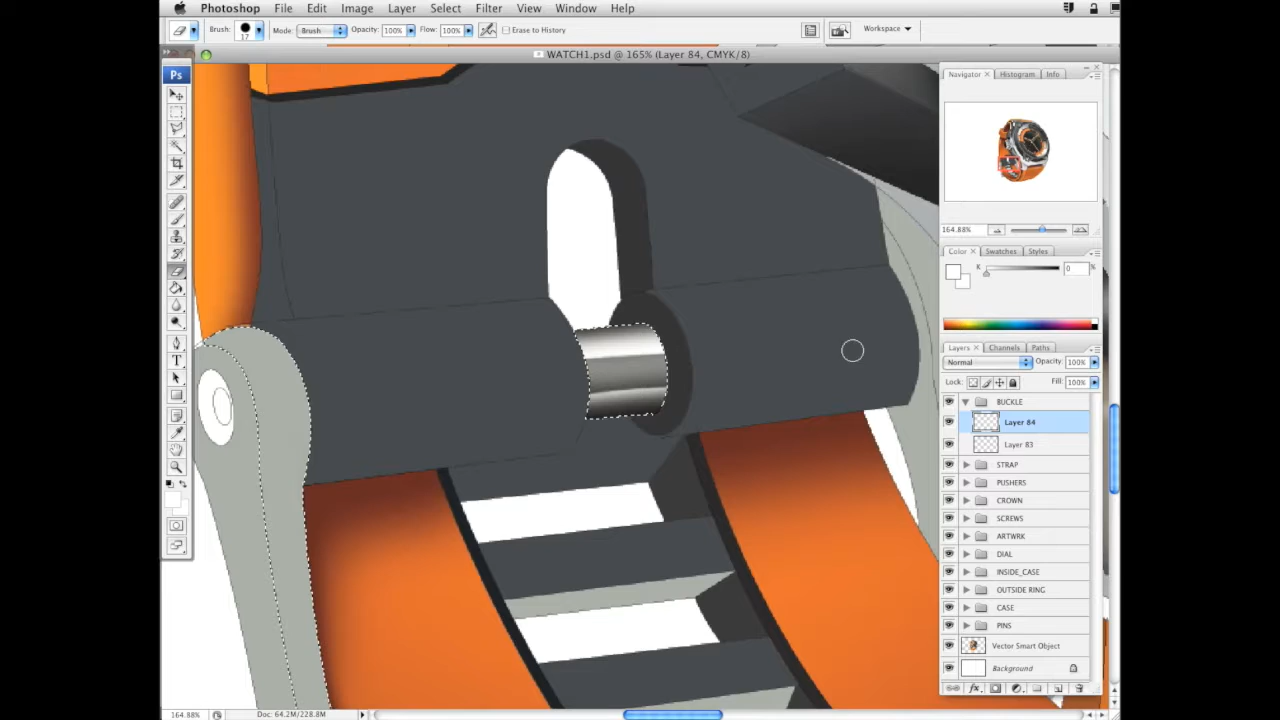 Photoshop File Edit Image Layer Select Filter View Window Help
Brush: 17 Mode: Brush Opacity: 100% Flow: 100% Erase to History Workspace
WATCH1.psd @ 165% (Layer 84, CMYK/8)
Ps
T
Navigator Histogram Info
164.88%
Color Swatches Styles
K 0 %
Layers Channels Paths
Normal Opacity: 100%
Lock: Fill: 100%
BUCKLE
Layer 84
Layer 83
STRAP
PUSHERS
CROWN
SCREWS
ARTWRK
DIAL
INSIDE_CASE
OUTSIDE RING
CASE
PINS
Vector Smart Object
Background
fx
164.88% Doc: 64.2M/228.8M